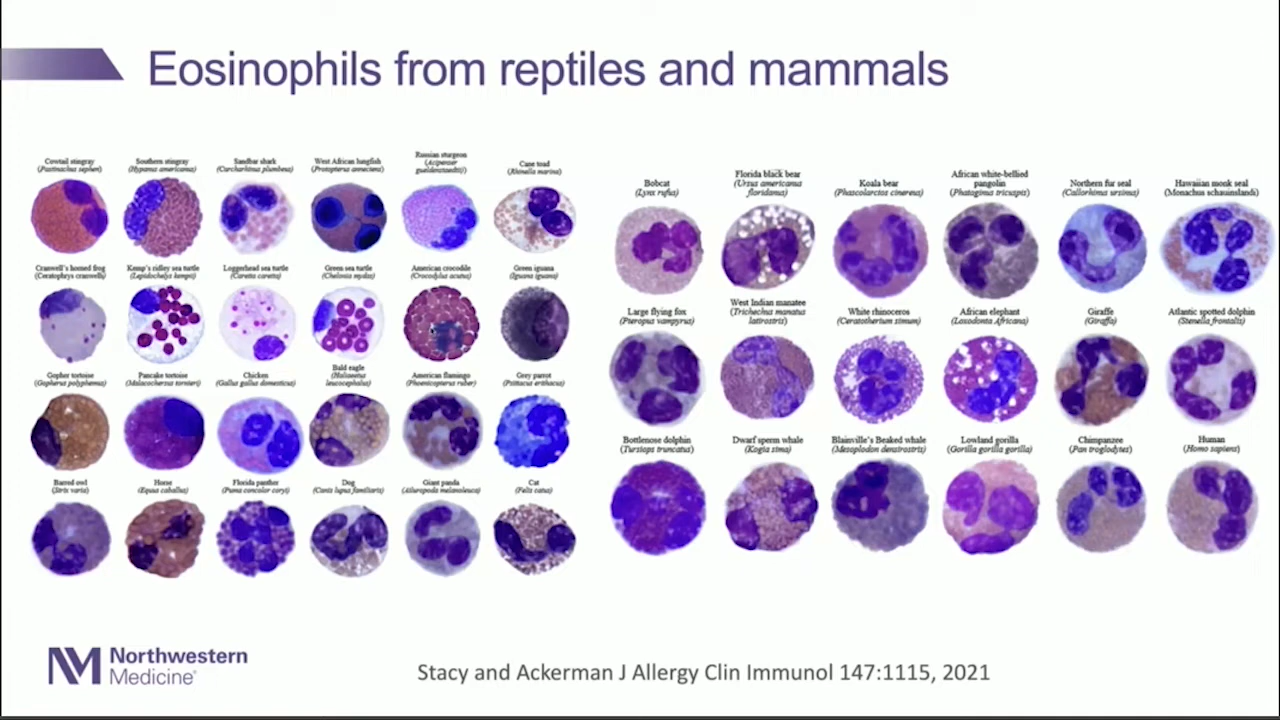 Eosinophils from reptiles and mammals
Cowtail stingray
(Pastinachus sephen)
Southern stingray
(Hypanus americanus)
Sandbar shark
(Carcharhinus plumbeus)
West African lungfish
(Protopterus annectens)
Russian sturgeon
(Acipenser
gueldenstaedtii)
Cane toad
(Rhinella marina)
Cranwell's horned frog
(Ceratophrys cranwelli)
Kemp's ridley sea turtle
(Lepidochelys kempii)
Loggerhead sea turtle
(Caretta caretta)
Green sea turtle
(Chelonia mydas)
American crocodile
(Crocodylus acutus)
Green iguana
(Iguana iguana)
Gopher tortoise
(Gopherus polyphemus)
Pancake tortoise
(Malacochersus tornieri)
Chicken
(Gallus gallus domesticus)
Bald eagle
(Haliaeetus
leucocephalus)
American flamingo
(Phoenicopterus ruber)
Grey parrot
(Psittacus erithacus)
Barred owl
(Strix varia)
Horse
(Equus caballus)
Florida panther
(Puma concolor coryi)
Dog
(Canis lupus familiaris)
Giant panda
(Ailuropoda melanoleuca)
Cat
(Felis catus)
Bobcat
(Lynx rufus)
Florida black bear
(Ursus americanus
floridanus)
Koala bear
(Phascolarctos cinereus)
African white-bellied
pangolin
(Phataginus tricuspis)
Northern fur seal
(Callorhinus ursinus)
Hawaiian monk seal
(Monachus schauinslandi)
Large flying fox
(Pteropus vampyrus)
West Indian manatee
(Trichechus manatus
latirostris)
White rhinoceros
(Ceratotherium simum)
African elephant
(Loxodonta Africana)
Giraffe
(Giraffa)
Atlantic spotted dolphin
(Stenella frontalis)
Bottlenose dolphin
(Tursiops truncatus)
Dwarf sperm whale
(Kogia sima)
Blainville's Beaked whale
(Mesoplodon densirostris)
Lowland gorilla
(Gorilla gorilla gorilla)
Chimpanzee
(Pan troglodytes)
Human
(Homo sapiens)
Northwestern
Medicine
Stacy and Ackerman J Allergy Clin Immunol 147:1115, 2021